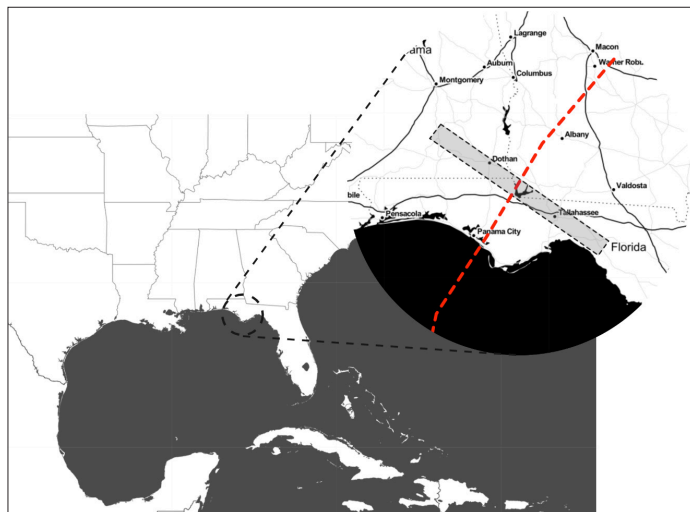 Lagrange
ama
Macon
Auburn
Warner Robi
Montgomery
Columbus
Albany
Dothan
Valdosta
bile
Pensacola
Tallahassee
Panama City
Florida